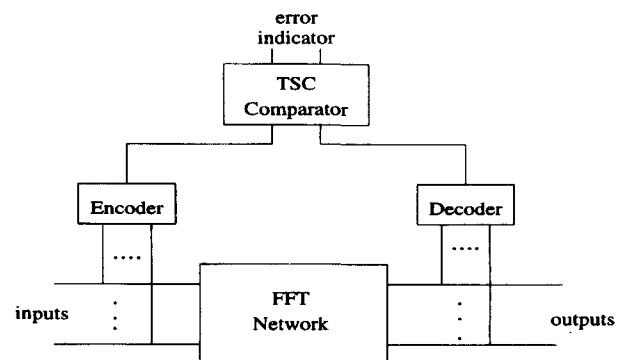 error
indicator
TSC
Comparator
Encoder
Decoder
....
....
inputs
FFT
Network
outputs